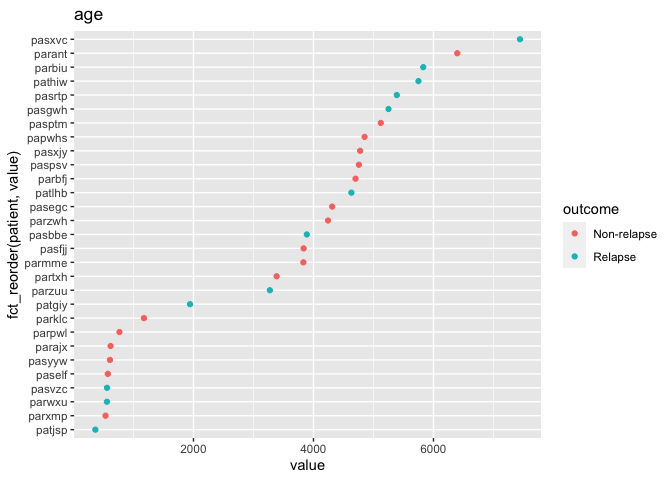 age
fct_reorder(patient, value)
pasxvc
parant
parbiu
pathiw
pasrtp
pasgwh
pasptm
papwhs
pasxjy
paspsv
parbfj
patlhb
pasegc
parzwh
pasbbe
pasfjj
parmme
partxh
parzuu
patgiy
parklc
parpwl
parajx
pasyyw
paself
pasvzc
parwxu
parxmp
patjsp
2000 4000 6000
value
outcome
Non-relapse
Relapse